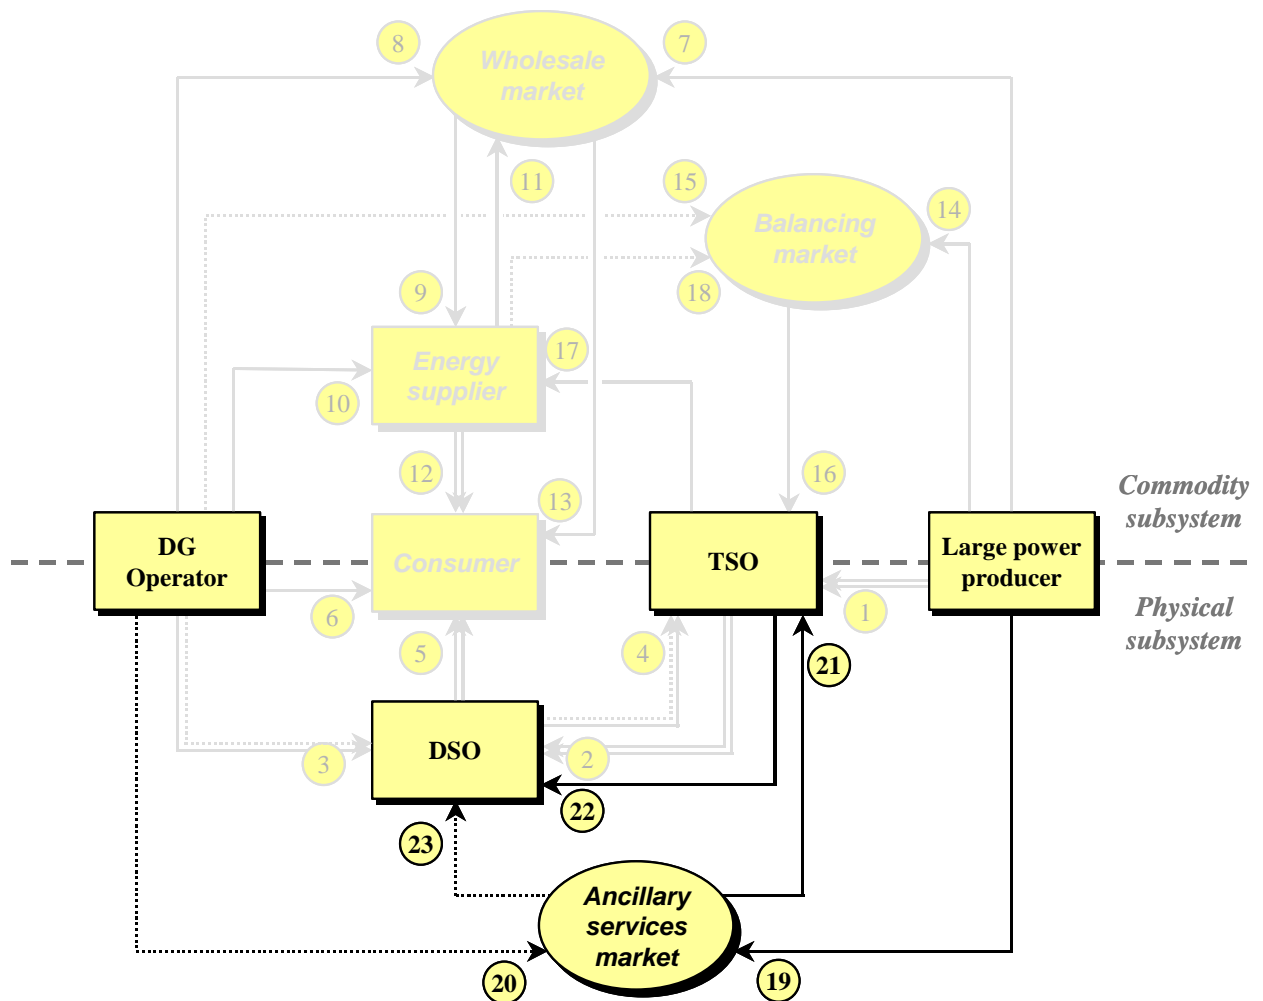 8
7
Wholesale
market
11
15
14
Balancing
market
9
18
17
Energy
supplier
10
12
16
13
Commodity
subsystem
DG
Operator
Consumer
TSO
Large power
producer
6
1
Physical
subsystem
5
4
21
DSO
3
2
22
23
Ancillary
services
market
20
19